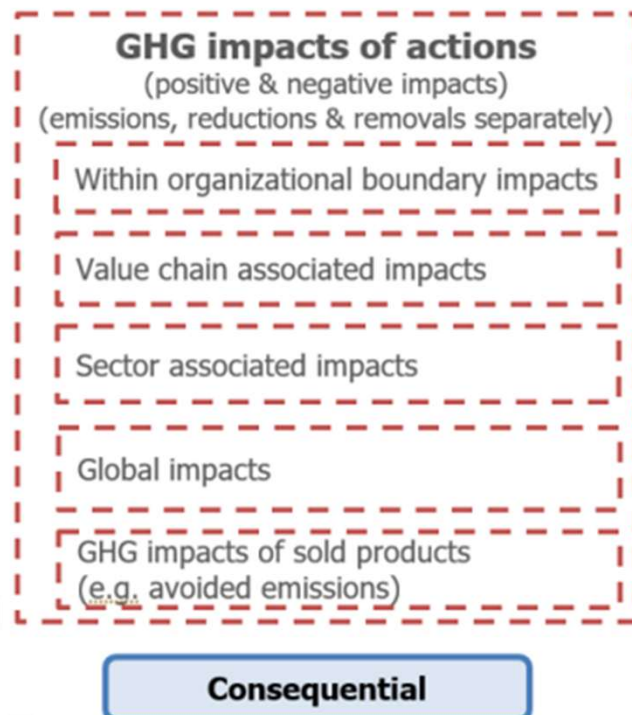 GHG impacts of actions
(positive & negative impacts)
(emissions, reductions & removals separately)
Within organizational boundary impacts
Value chain associated impacts
Sector associated impacts
Global impacts
GHG impacts of sold products
(e.g. avoided emissions)
Consequential